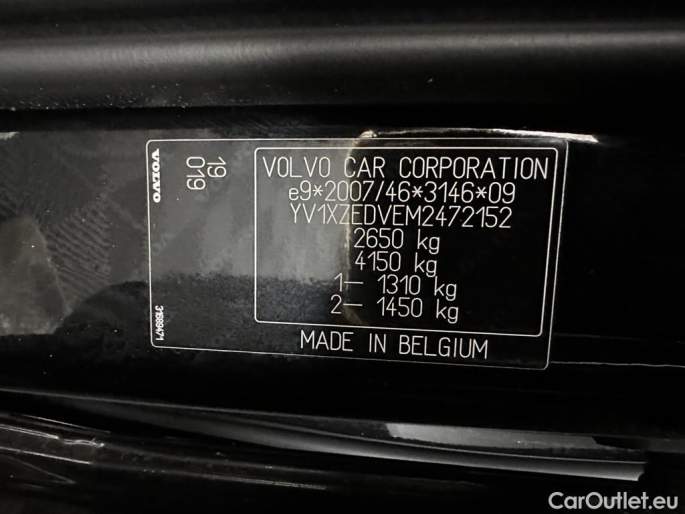 VOLVO
19
019
31689471
VOLVO CAR CORPORATION
e9*2007/46*3146*09
YV1XZEDVEM2472152
2650 kg
4150 kg
1– 1310 kg
2– 1450 kg
MADE IN BELGIUM
CarOutlet.eu